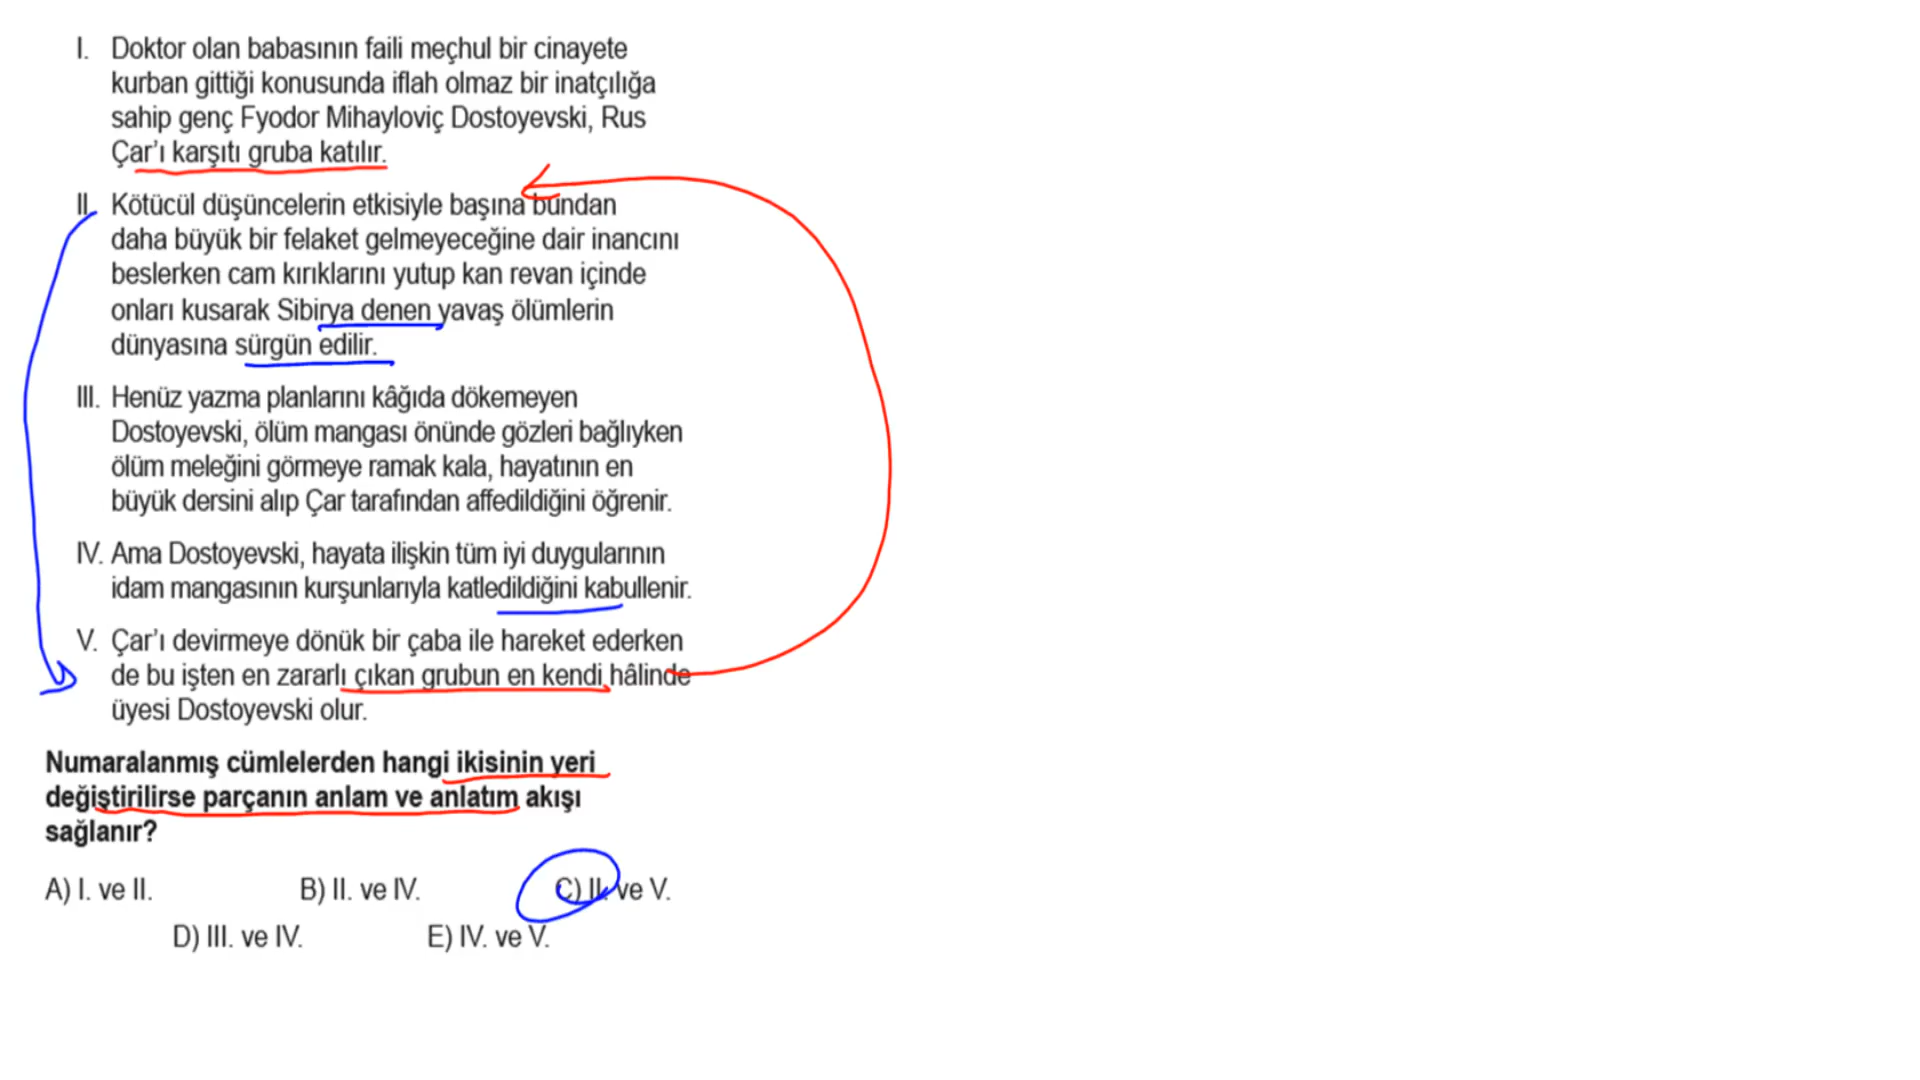 I. Doktor olan babasının faili meçhul bir cinayete
kurban gittiği konusunda iflah olmaz bir inatçılığa
sahip genç Fyodor Mihayloviç Dostoyevski, Rus
Çar’ı karşıtı gruba katılır.
II. Kötücül düşüncelerin etkisiyle başına bundan
daha büyük bir felaket gelmeyeceğine dair inancını
beslerken cam kırıklarını yutup kan revan içinde
onları kusarak Sibirya denen yavaş ölümlerin
dünyasına sürgün edilir.
III. Henüz yazma planlarını kâğıda dökemeyen
Dostoyevski, ölüm mangası önünde gözleri bağlıyken
ölüm meleğini görmeye ramak kala, hayatının en
büyük dersini alıp Çar tarafından affedildiğini öğrenir.
IV. Ama Dostoyevski, hayata ilişkin tüm iyi duygularının
idam mangasının kurşunlarıyla katledildiğini kabullenir.
V. Çar’ı devirmeye dönük bir çaba ile hareket ederken
de bu işten en zararlı çıkan grubun en kendi hâlinde
üyesi Dostoyevski olur.
Numaralanmış cümlelerden hangi ikisinin yeri
değiştirilirse parçanın anlam ve anlatım akışı
sağlanır?
A) I. ve II. B) II. ve IV. C) II. ve V.
D) III. ve IV. E) IV. ve V.